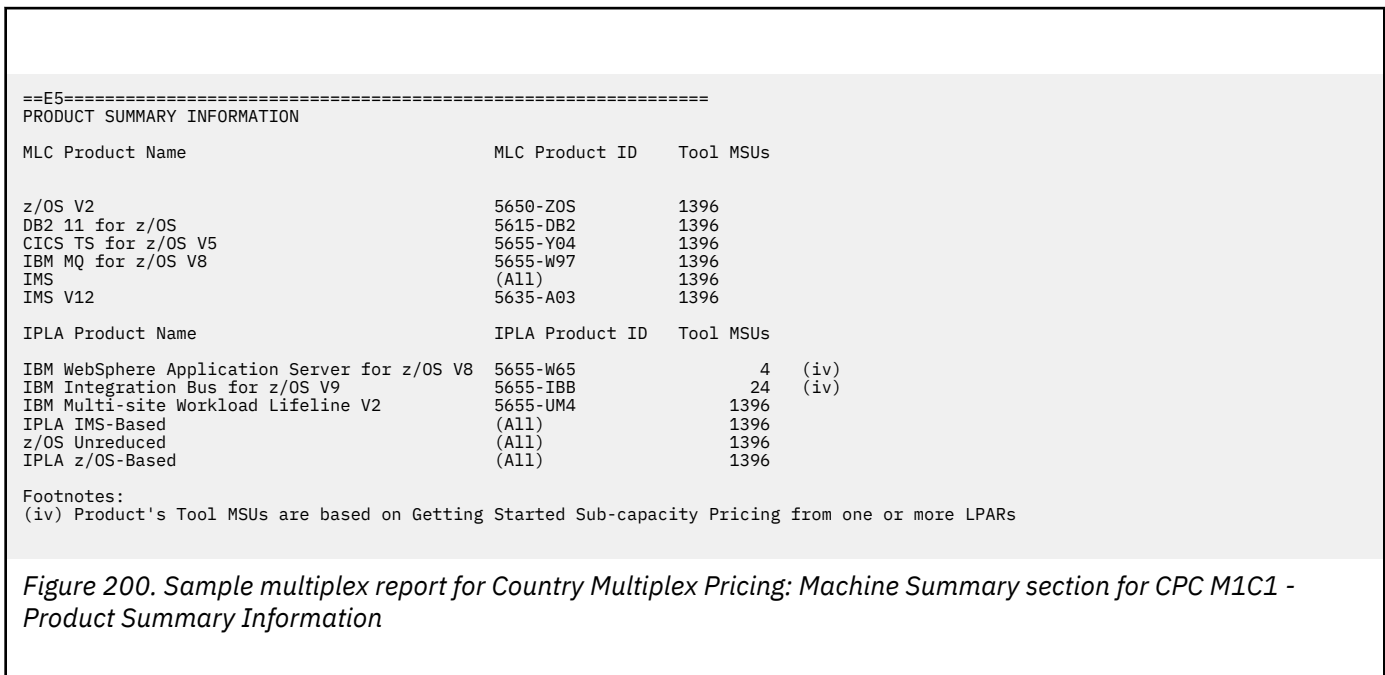 ==E5===============================================================
PRODUCT SUMMARY INFORMATION
MLC Product Name MLC Product ID Tool MSUs
z/OS V2 5650-ZOS 1396
DB2 11 for z/OS 5615-DB2 1396
CICS TS for z/OS V5 5655-Y04 1396
IBM MQ for z/OS V8 5655-W97 1396
IMS (All) 1396
IMS V12 5635-A03 1396
IPLA Product Name IPLA Product ID Tool MSUs
IBM WebSphere Application Server for z/OS V8 5655-W65 4 (iv)
IBM Integration Bus for z/OS V9 5655-IBB 24 (iv)
IBM Multi-site Workload Lifeline V2 5655-UM4 1396
IPLA IMS-Based (All) 1396
z/OS Unreduced (All) 1396
IPLA z/OS-Based (All) 1396
Footnotes:
(iv) Product's Tool MSUs are based on Getting Started Sub-capacity Pricing from one or more LPARs
Figure 200. Sample multiplex report for Country Multiplex Pricing: Machine Summary section for CPC M1C1 -
Product Summary Information